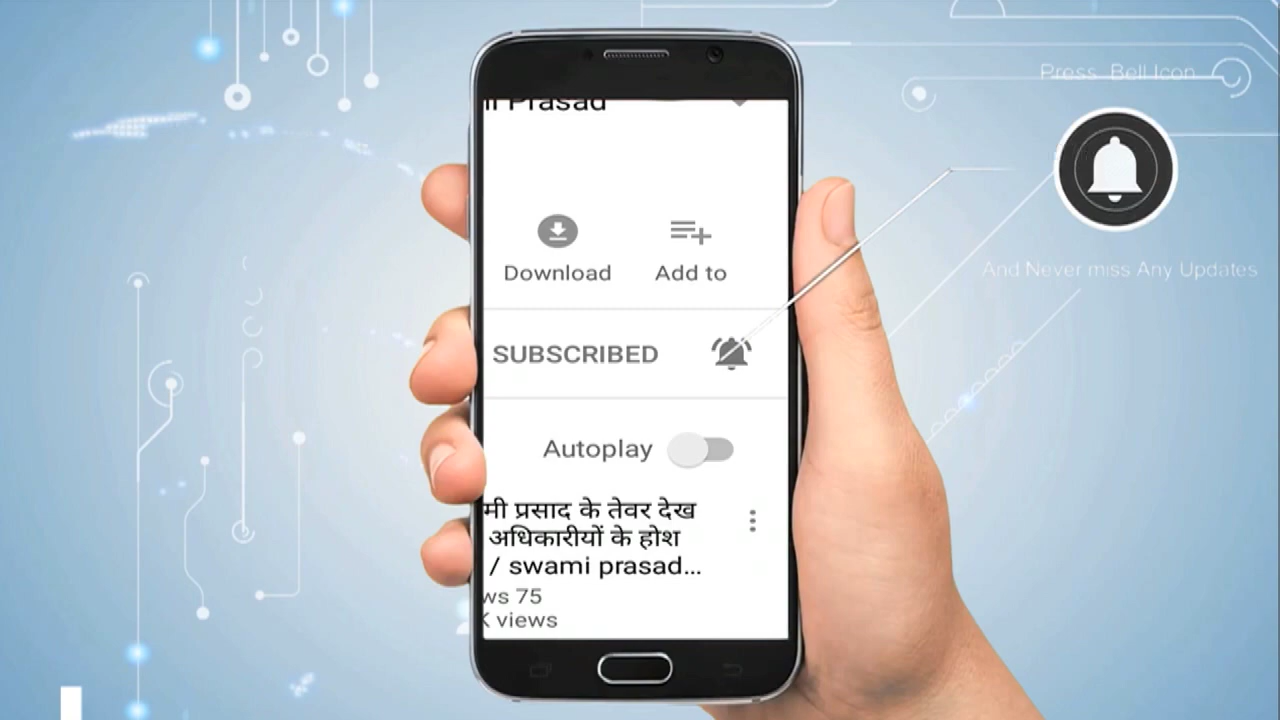 Prasad
Press Bell Icon
Download
Add to
And Never miss Any Updates
SUBSCRIBED
Autoplay
मी प्रसाद के तेवर देख
अधिकारीयों के होश
/ swami prasad...
ws 75
K views